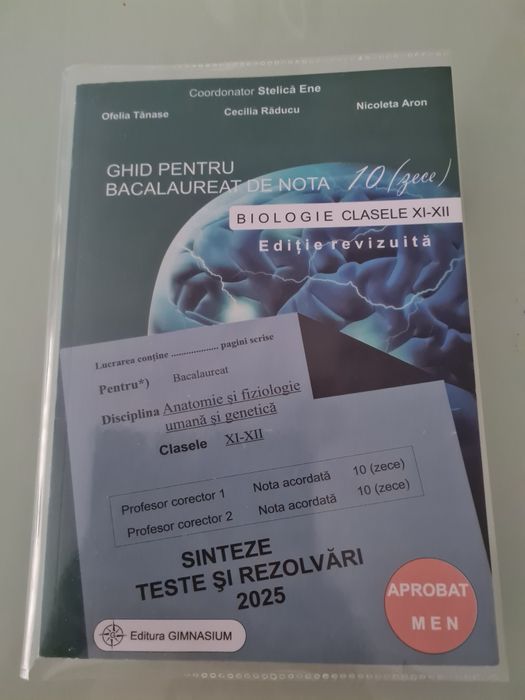 Coordonator Stelică Ene
Ofelia Tănase Cecilia Răducu Nicoleta Aron
GHID PENTRU
BACALAUREAT DE NOTA 10 (zece)
BIOLOGIE CLASELE XI-XII
Ediție revizuită
Lucrarea conține ................... pagini scrise
Pentru*) Bacalaureat
Disciplina Anatomie și fiziologie
umană și genetică
Clasele XI-XII
Profesor corector 1 Nota acordată 10 (zece)
Profesor corector 2 Nota acordată 10 (zece)
SINTEZE
TESTE ŞI REZOLVĂRI
2025
APROBAT
MEN
Editura GIMNASIUM